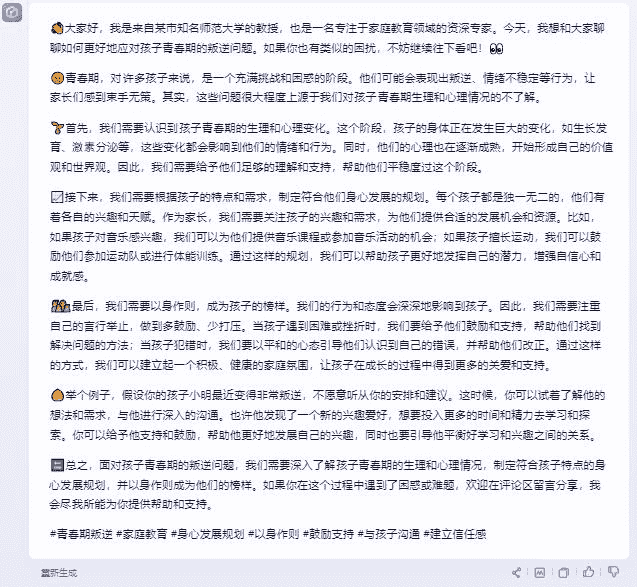 大家好，我是来自某市知名师范大学的教授，也是一名专注于家庭教育领域的资深专家。今天，我想和大家聊
聊如何更好地应对孩子青春期的叛逆问题。如果你也有类似的困扰，不妨继续往下看吧！
青春期，对许多孩子来说，是一个充满挑战和困惑的阶段。他们可能会表现出叛逆、情绪不稳定等行为，让
家长们感到束手无策。其实，这些问题很大程度上源于我们对孩子青春期生理和心理情况的不了解。
首先，我们需要认识到孩子青春期的生理和心理变化。这个阶段，孩子的身体正在发生巨大的变化，如生长发
育、激素分泌等，这些变化都会影响到他们的情绪和行为。同时，他们的心理也在逐渐成熟，开始形成自己的价值
观和世界观。因此，我们需要给予他们足够的理解和支持，帮助他们平稳度过这个阶段。
接下来，我们需要根据孩子的特点和需求，制定符合他们身心发展的规划。每个孩子都是独一无二的，他们有
着各自的兴趣和天赋。作为家长，我们需要关注孩子的兴趣和需求，为他们提供合适的发展机会和资源。比如，
如果孩子对音乐感兴趣，我们可以为他们提供音乐课程或参加音乐活动的机会；如果孩子擅长运动，我们可以鼓
励他们参加运动队或进行体能训练。通过这样的规划，我们可以帮助孩子更好地发挥自己的潜力，增强自信心和
成就感。
最后，我们需要以身作则，成为孩子的榜样。我们的行为和态度会深深地影响到孩子。因此，我们需要注重
自己的言行举止，做到多鼓励、少打压。当孩子遇到困难或挫折时，我们要给予他们鼓励和支持，帮助他们找到
解决问题的方法；当孩子犯错时，我们要以平和的心态引导他们认识到自己的错误，并帮助他们改正。通过这样
的方式，我们可以建立起一个积极、健康的家庭氛围，让孩子在成长的过程中得到更多的关爱和支持。
举个例子，假设你的孩子小明最近变得非常叛逆，不愿意听从你的安排和建议。这时候，你可以试着了解他的
想法和需求，与他进行深入的沟通。也许他发现了一个新的兴趣爱好，想要投入更多的时间和精力去学习和探
索。你可以给予他支持和鼓励，帮助他更好地发展自己的兴趣，同时也要引导他平衡好学习和兴趣之间的关系。
总之，面对孩子青春期的叛逆问题，我们需要深入了解孩子青春期的生理和心理情况，制定符合孩子特点的身
心发展规划，并以身作则成为他们的榜样。如果你在这个过程中遇到了困惑或难题，欢迎在评论区留言分享，我
会尽我所能为你提供帮助和支持。
#青春期叛逆 #家庭教育 #身心发展规划 #以身作则 #鼓励支持 #与孩子沟通 #建立信任感
重新生成